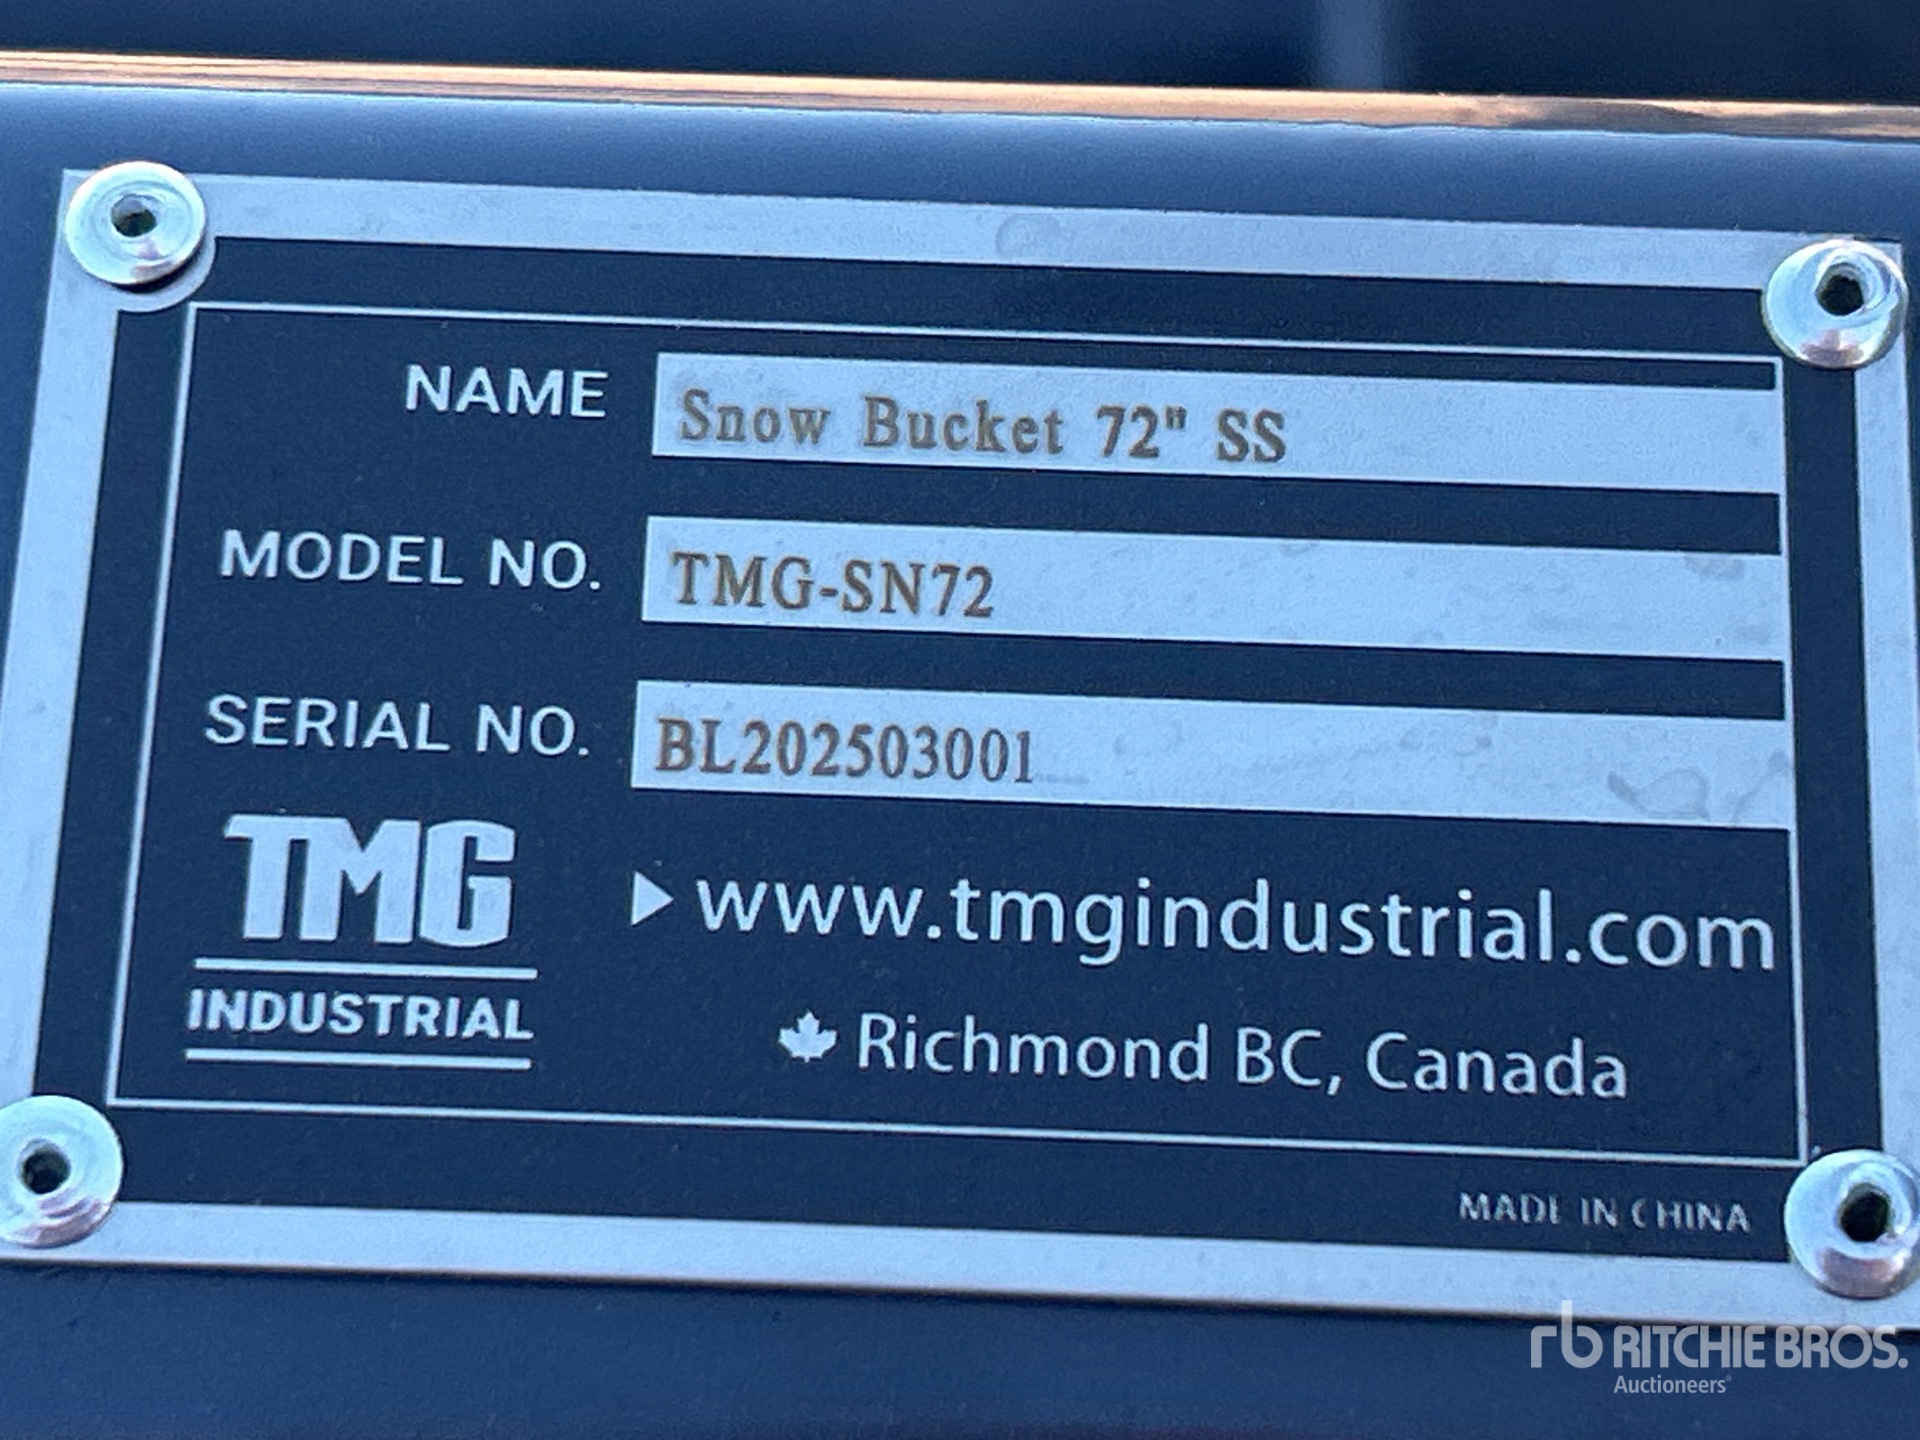 NAME Snow Bucket 72" SS
MODEL NO. TMG-SN72
SERIAL NO. BL202503001
TMG
INDUSTRIAL
www.tmgindustrial.com
Richmond BC, Canada
MADE IN CHINA
rb RITCHIE BROS.
Auctioneers®